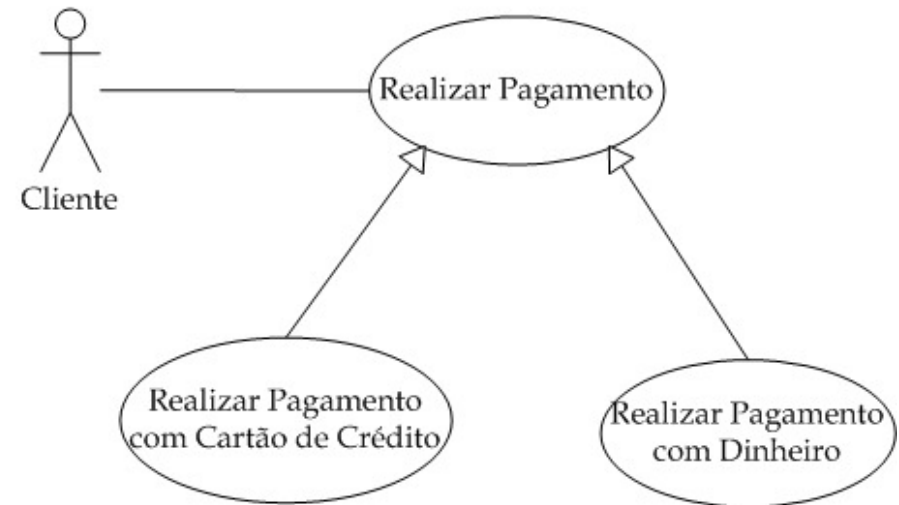 Realizar Pagamento
Cliente
Realizar Pagamento
com Cartão de Crédito
Realizar Pagamento
com Dinheiro